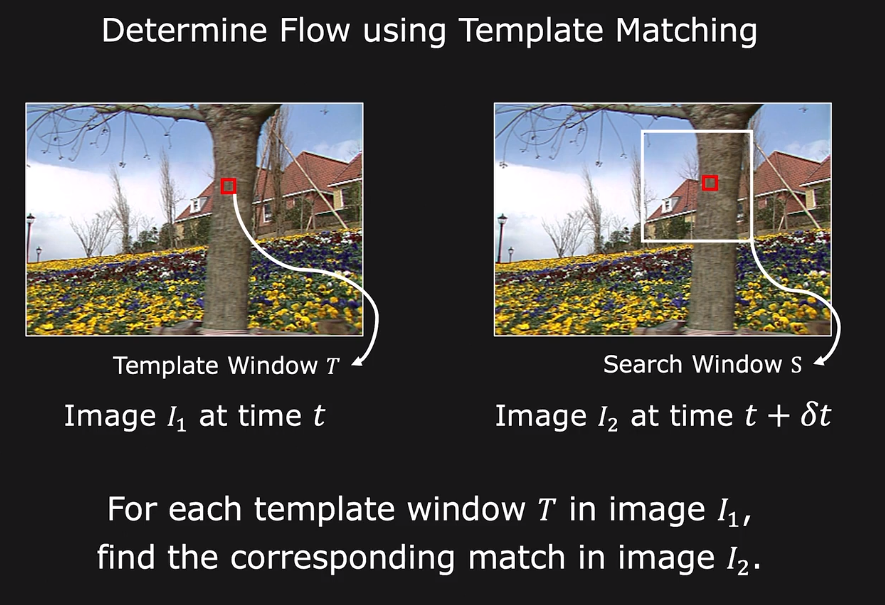 Determine Flow using Template Matching
Template Window T
Search Window S
Image I₁ at time t
Image I₂ at time t + δt
For each template window T in image I₁,
find the corresponding match in image I₂.